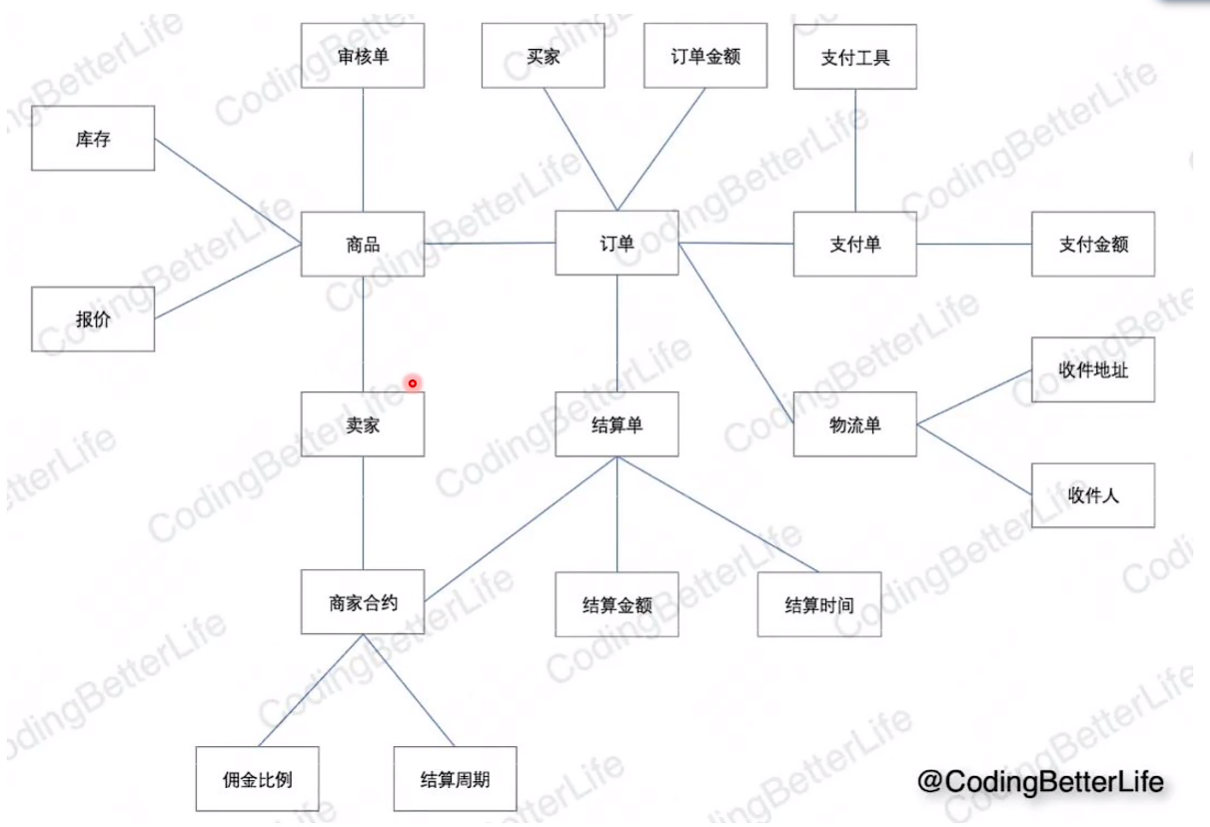 审核单
买家
订单金额
支付工具
库存
商品
订单
支付单
支付金额
报价
收件地址
卖家
结算单
物流单
收件人
商家合约
结算金额
结算时间
佣金比例
结算周期
@CodingBetterLife
CodingBetterLife